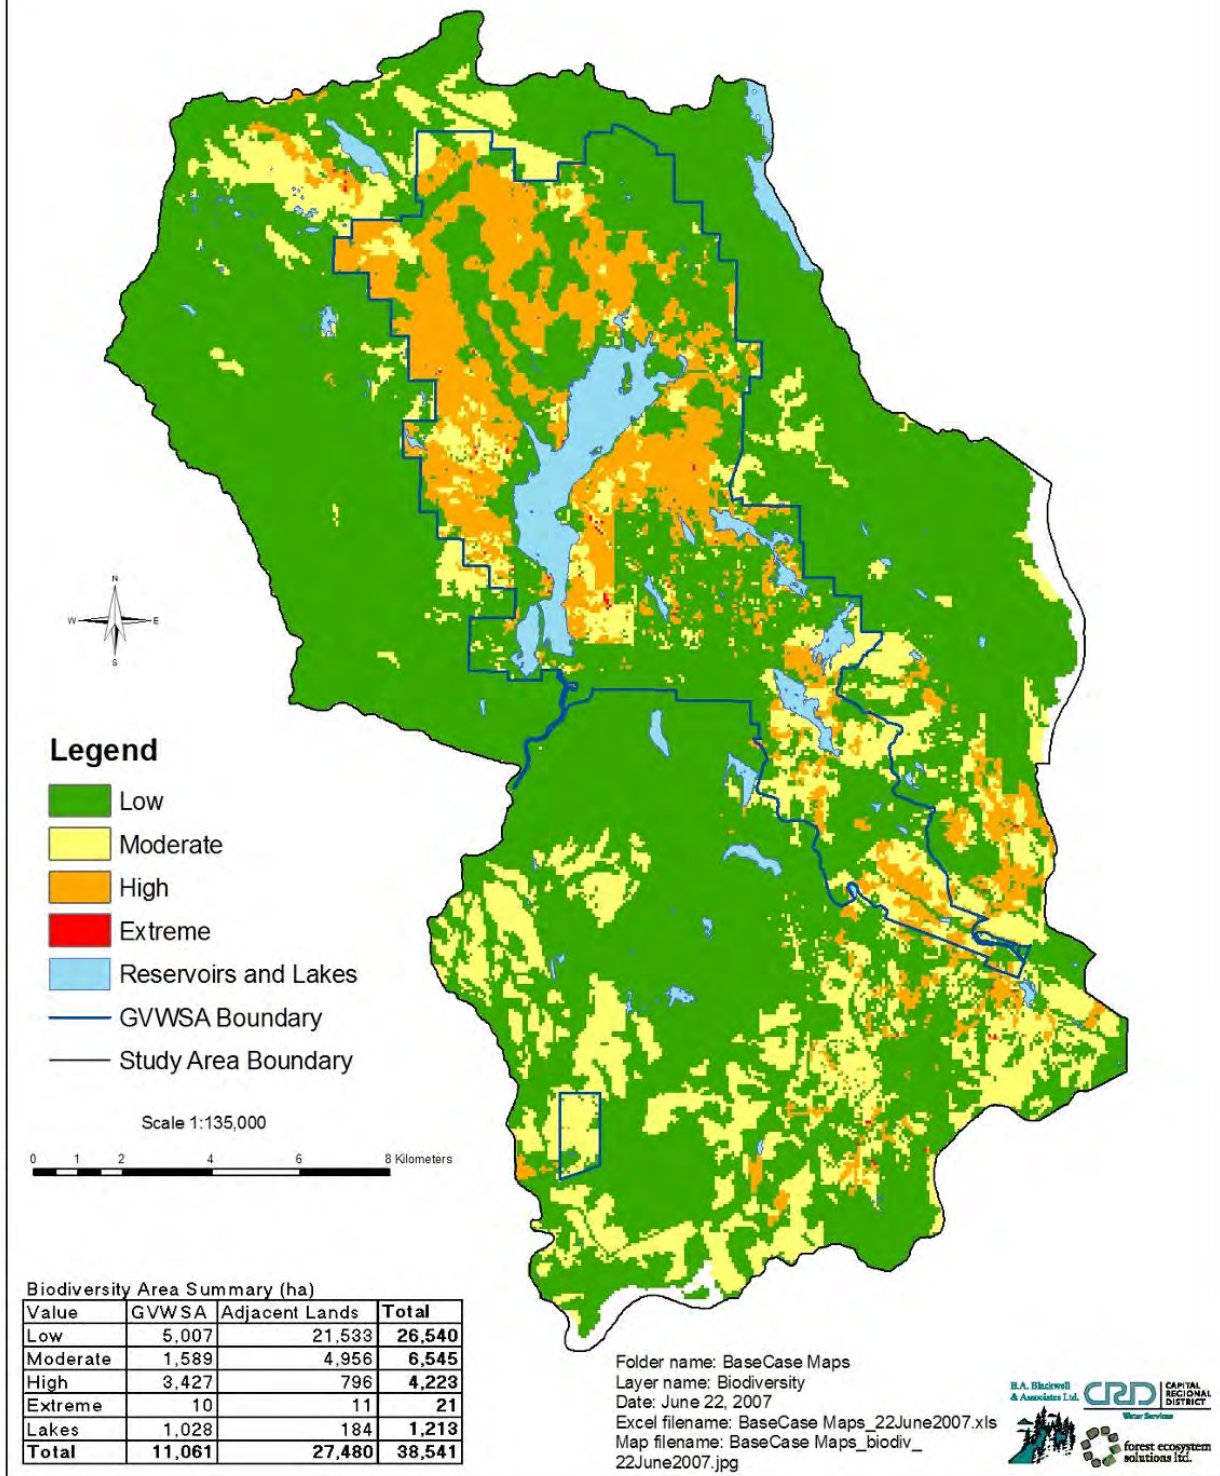 N
W
E
S
Legend
Low
Moderate
High
Extreme
Reservoirs and Lakes
GVWSA Boundary
Study Area Boundary
Scale 1:135,000
0 1 2 4 6 8 Kilometers
Biodiversity Area Summary (ha)
Value GVWSA Adjacent Lands Total
Low 5,007 21,533 26,540
Moderate 1,589 4,956 6,545
High 3,427 796 4,223
Extreme 10 11 21
Lakes 1,028 184 1,213
Total 11,061 27,480 38,541
Folder name: BaseCase Maps
Layer name: Biodiversity
Date: June 22, 2007
Excel filename: BaseCase Maps_22June2007.xls
Map filename: BaseCase Maps_biodiv_
22June2007.jpg
B.A. Blackwell
& Associates Ltd.
CRD
CAPITAL
REGIONAL
DISTRICT
Water Services
forest ecosystem
solutions ltd.